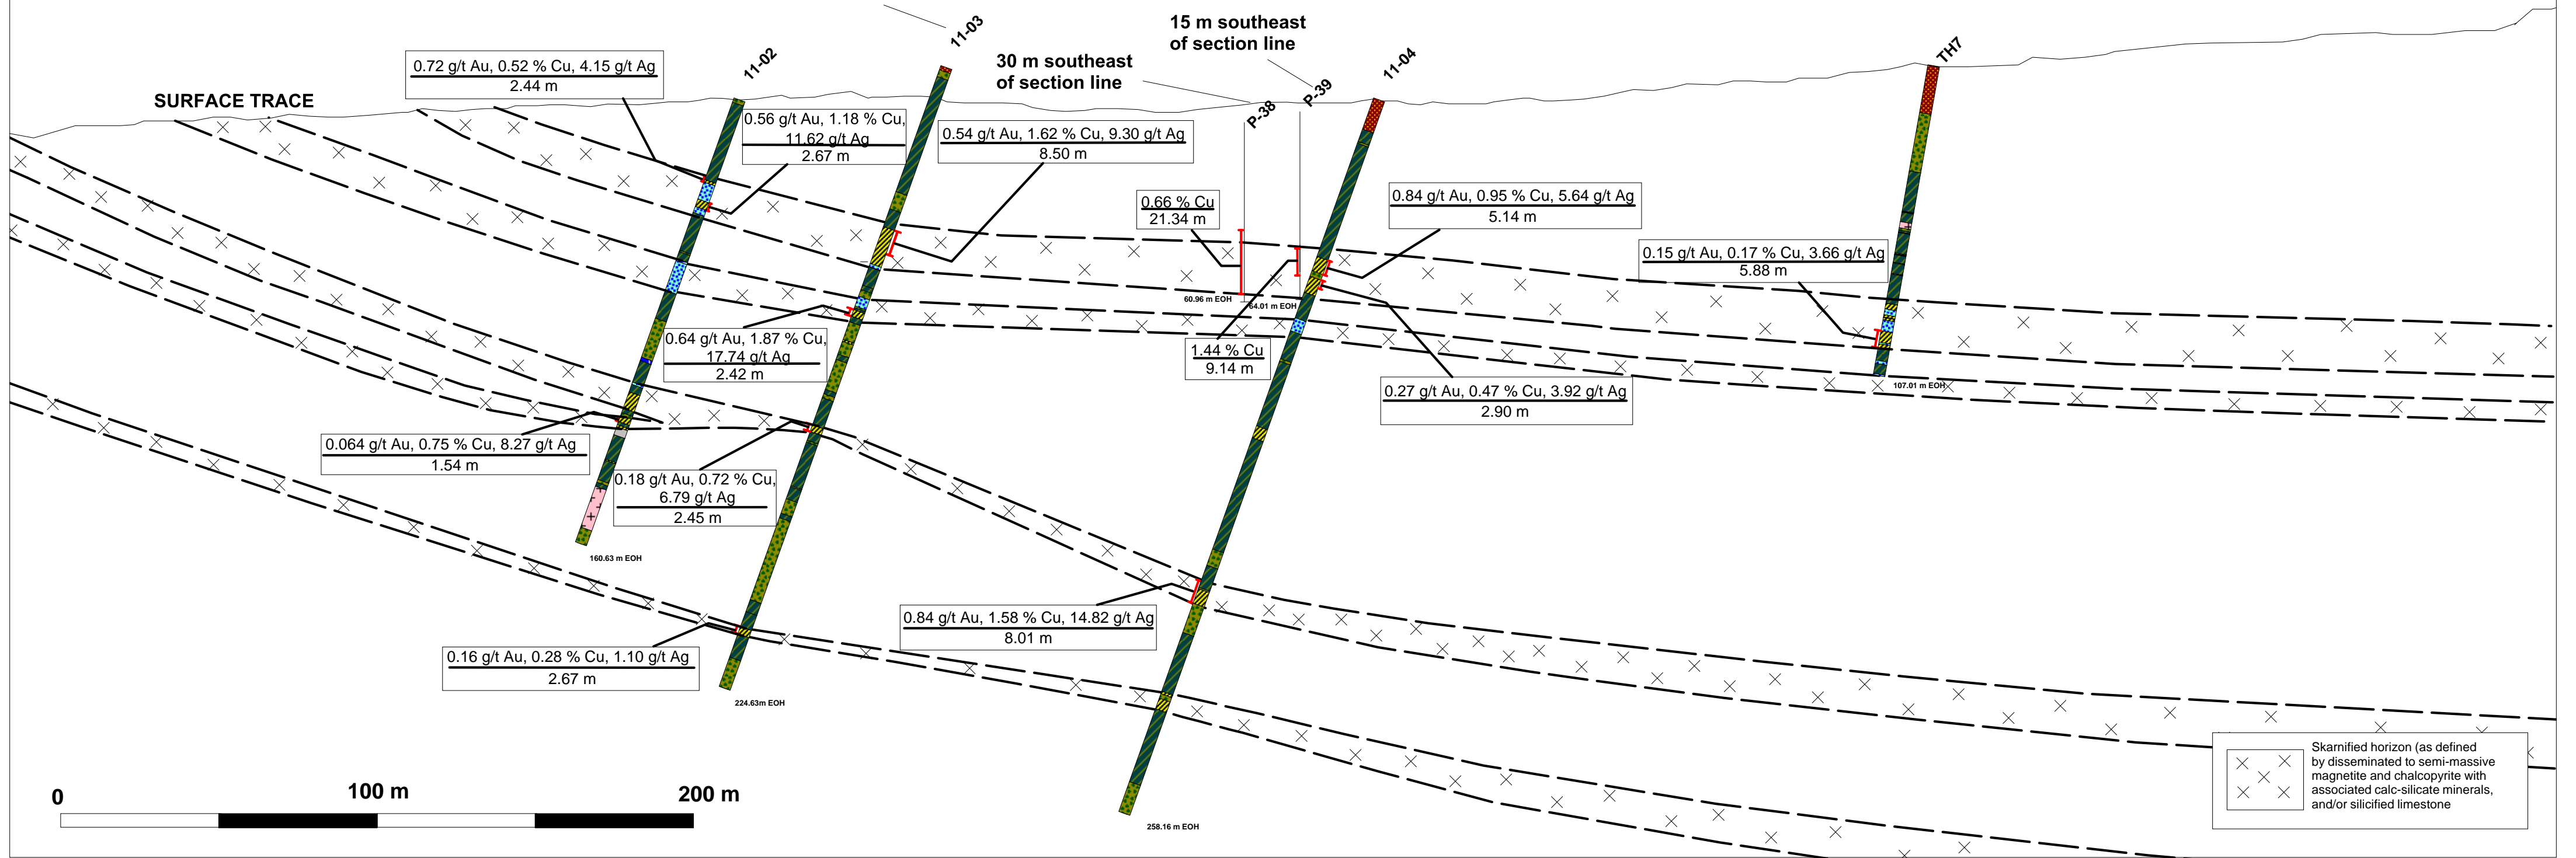 15 m southeast
of section line
30 m southeast
of section line
11-03
11-02
11-04
TH7
P-38
P-39
SURFACE TRACE
0.72 g/t Au, 0.52 % Cu, 4.15 g/t Ag
2.44 m
0.56 g/t Au, 1.18 % Cu,
11.62 g/t Ag
2.67 m
0.54 g/t Au, 1.62 % Cu, 9.30 g/t Ag
8.50 m
0.66 % Cu
21.34 m
0.84 g/t Au, 0.95 % Cu, 5.64 g/t Ag
5.14 m
0.15 g/t Au, 0.17 % Cu, 3.66 g/t Ag
5.88 m
60.96 m EOH
64.01 m EOH
0.64 g/t Au, 1.87 % Cu,
17.74 g/t Ag
2.42 m
1.44 % Cu
9.14 m
0.27 g/t Au, 0.47 % Cu, 3.92 g/t Ag
2.90 m
107.01 m EOH
0.064 g/t Au, 0.75 % Cu, 8.27 g/t Ag
1.54 m
0.18 g/t Au, 0.72 % Cu,
6.79 g/t Ag
2.45 m
160.63 m EOH
0.84 g/t Au, 1.58 % Cu, 14.82 g/t Ag
8.01 m
0.16 g/t Au, 0.28 % Cu, 1.10 g/t Ag
2.67 m
224.63m EOH
258.16 m EOH
0
100 m
200 m
Skarnified horizon (as defined
by disseminated to semi-massive
magnetite and chalcopyrite with
associated calc-silicate minerals,
and/or silicified limestone